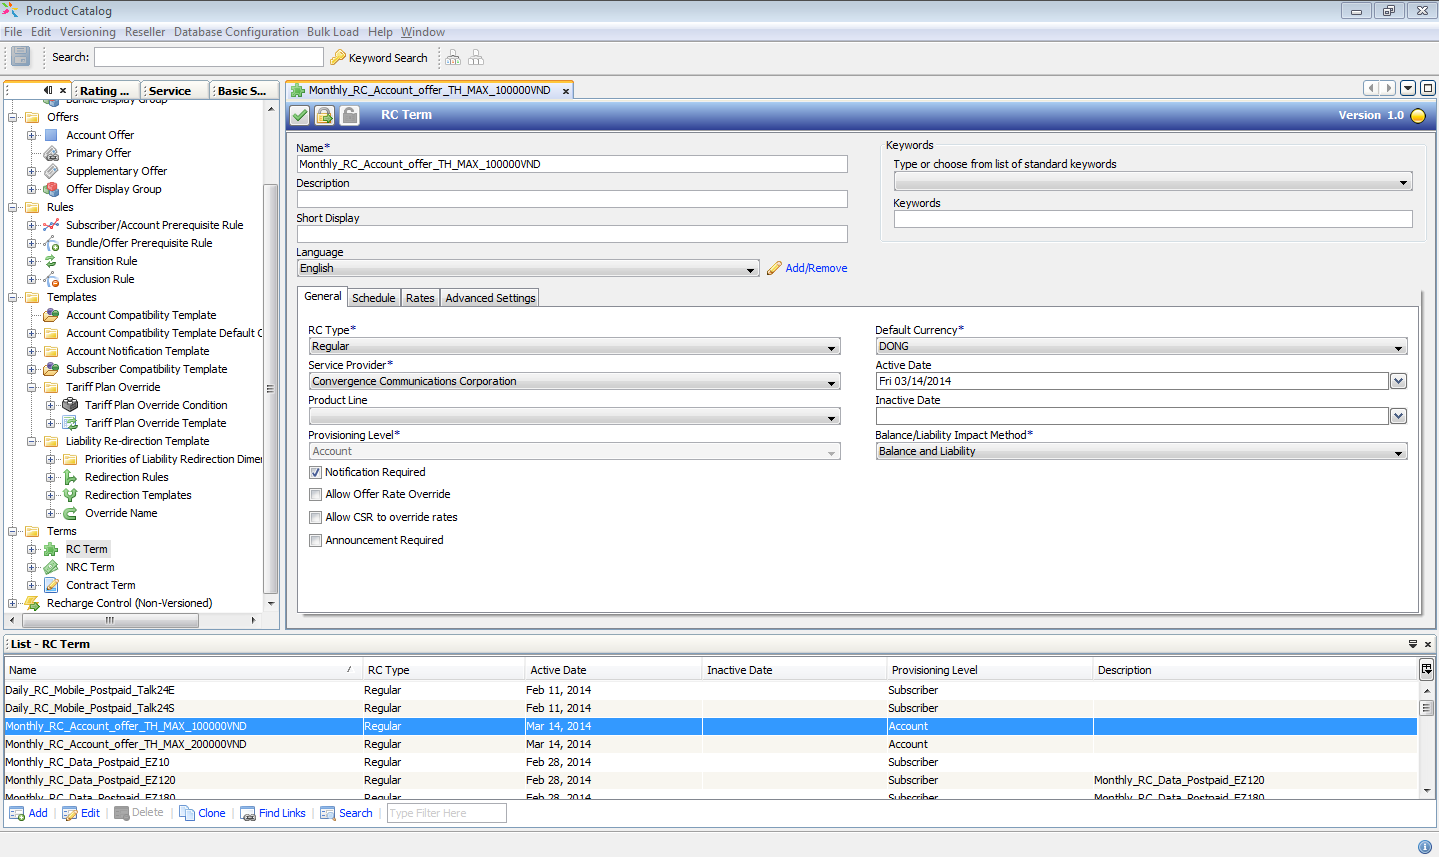 Product Catalog
File Edit Versioning Reseller Database Configuration Bulk Load Help Window
Search: Keyword Search
Rating ... Service Basic S...
Bundle Display Group
Offers
Account Offer
Primary Offer
Supplementary Offer
Offer Display Group
Rules
Subscriber/Account Prerequisite Rule
Bundle/Offer Prerequisite Rule
Transition Rule
Exclusion Rule
Templates
Account Compatibility Template
Account Compatibility Template Default C
Account Notification Template
Subscriber Compatibility Template
Tariff Plan Override
Tariff Plan Override Condition
Tariff Plan Override Template
Liability Re-direction Template
Priorities of Liability Redirection Dimer
Redirection Rules
Redirection Templates
Override Name
Terms
RC Term
NRC Term
Contract Term
Recharge Control (Non-Versioned)
Monthly_RC_Account_offer_TH_MAX_100000VND
RC Term Version 1.0
Name*
Monthly_RC_Account_offer_TH_MAX_100000VND
Description
Short Display
Language
English Add/Remove
Keywords
Type or choose from list of standard keywords
Keywords
General Schedule Rates Advanced Settings
RC Type*
Regular
Service Provider*
Convergence Communications Corporation
Product Line
Provisioning Level*
Account
Notification Required
Allow Offer Rate Override
Allow CSR to override rates
Announcement Required
Default Currency*
DONG
Active Date
Fri 03/14/2014
Inactive Date
Balance/Liability Impact Method*
Balance and Liability
List - RC Term
Name RC Type Active Date Inactive Date Provisioning Level Description
Daily_RC_Mobile_Postpaid_Talk24E Regular Feb 11, 2014 Subscriber
Daily_RC_Mobile_Postpaid_Talk24S Regular Feb 11, 2014 Subscriber
Monthly_RC_Account_offer_TH_MAX_100000VND Regular Mar 14, 2014 Account
Monthly_RC_Account_offer_TH_MAX_200000VND Regular Mar 14, 2014 Account
Monthly_RC_Data_Postpaid_EZ10 Regular Feb 28, 2014 Subscriber
Monthly_RC_Data_Postpaid_EZ120 Regular Feb 28, 2014 Subscriber Monthly_RC_Data_Postpaid_EZ120
Monthly_RC_Data_Postpaid_EZ180 Regular Feb 28, 2014 Subscriber Monthly_RC_Data_Postpaid_EZ180
Add Edit Delete Clone Find Links Search Type Filter Here